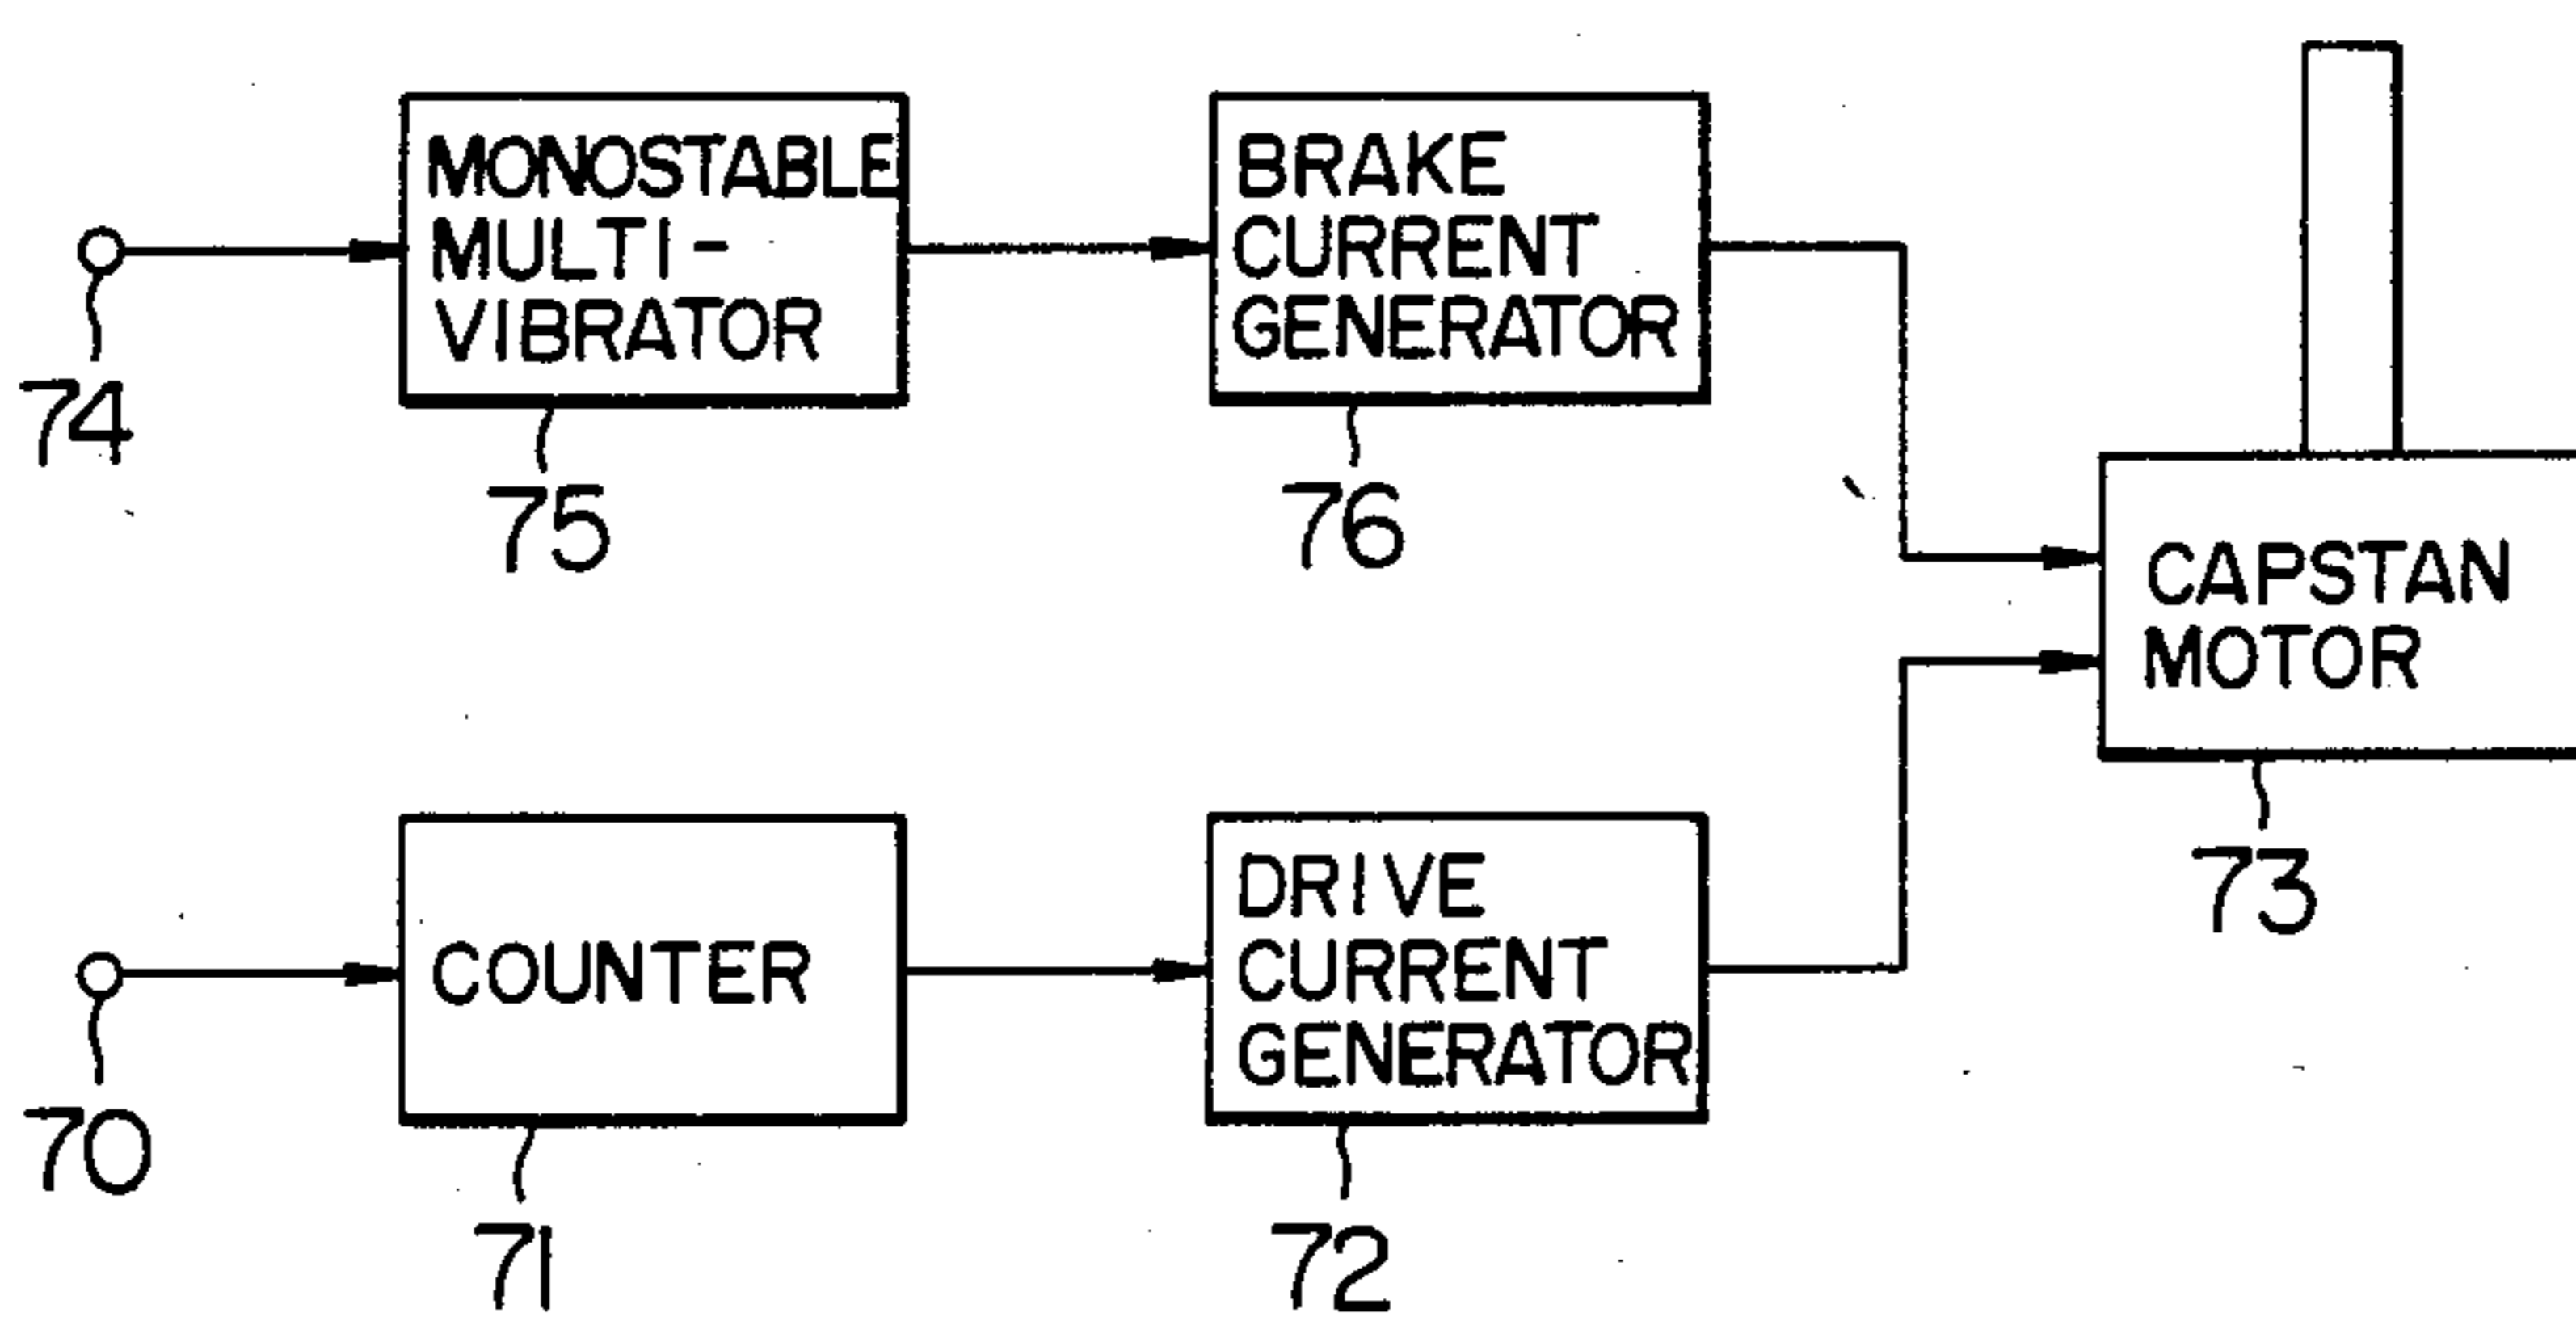 MONOSTABLE
MULTI-
VIBRATOR
BRAKE
CURRENT
GENERATOR
74
75
76
CAPSTAN
MOTOR
73
COUNTER
DRIVE
CURRENT
GENERATOR
70
71
72